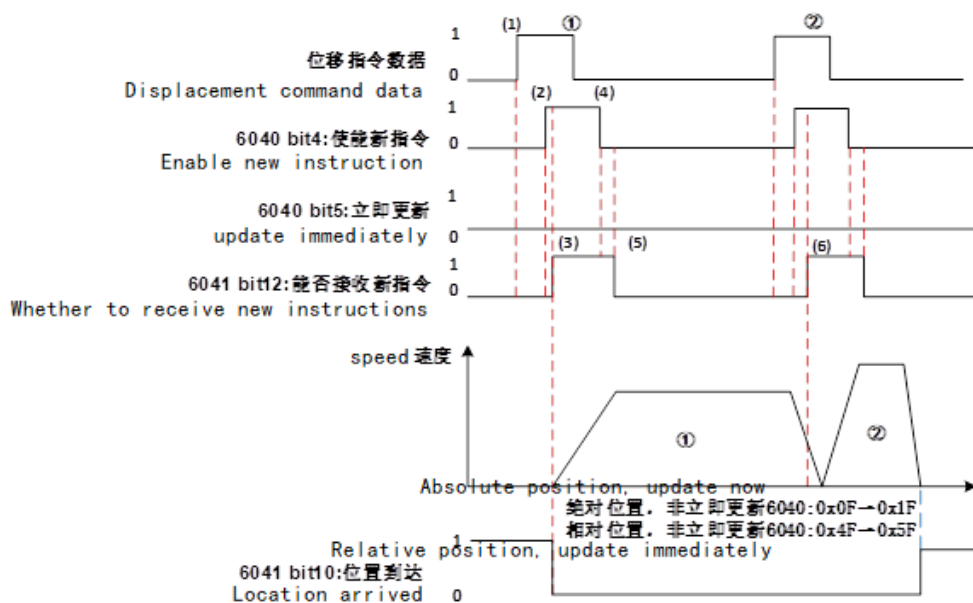 (1) ① ②
1
位移指令数据
0
Displacement command data
(2) (4)
1
6040 bit4:使能新指令
0
Enable new instruction
1
6040 bit5:立即更新
update immediately
0
(3) (5) (6)
1
6041 bit12:能否接收新指令
0
Whether to receive new instructions
speed 速度
① ②
Absolute position, update now
绝对位置，非立即更新6040:0x0F→0x1F
相对位置，非立即更新6040:0x4F→0x5F
1
Relative position, update immediately
6041 bit10:位置到达
Location arrived
0